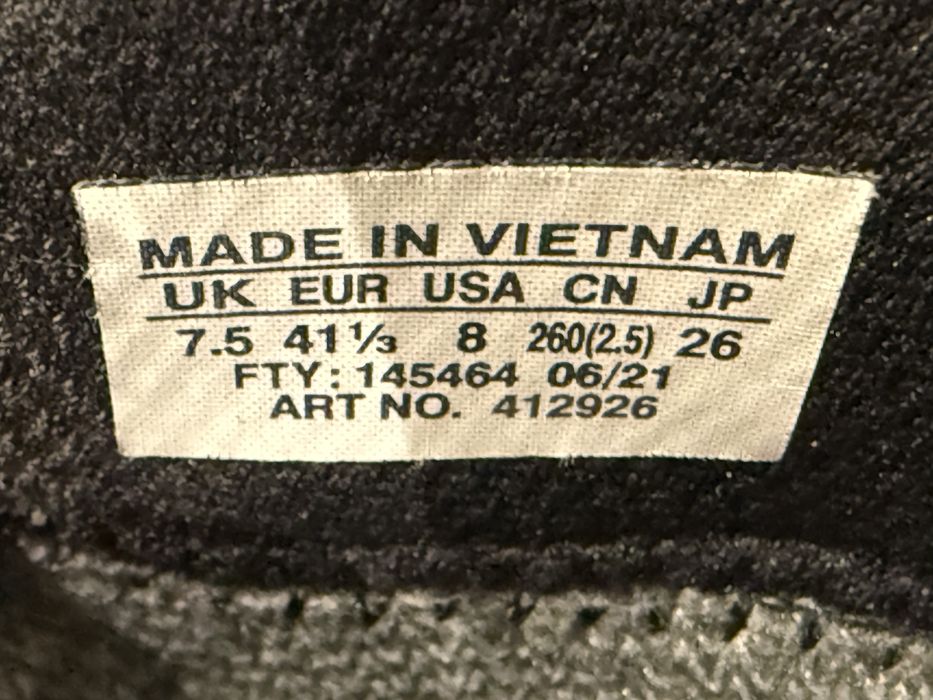 MADE IN VIETNAM
UK EUR USA CN JP
7.5 41⅓ 8 260(2.5) 26
FTY: 145464 06/21
ART NO. 412926